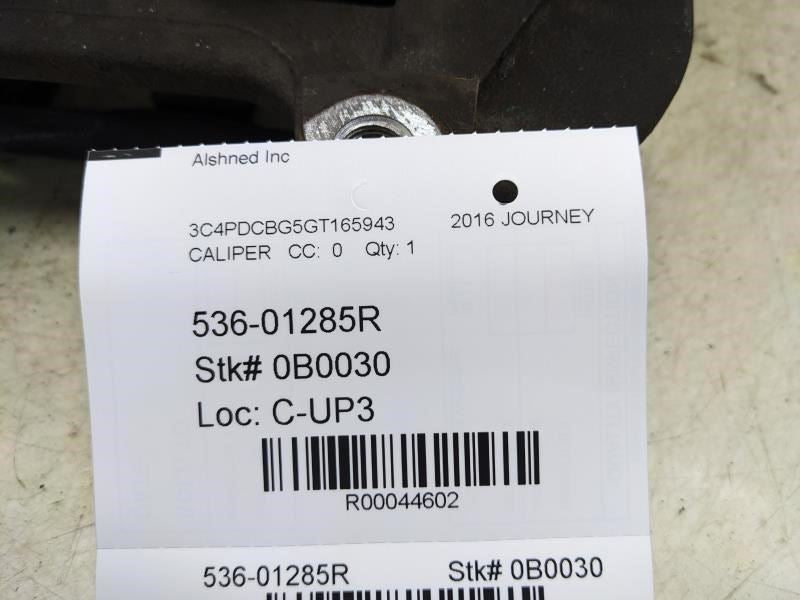 Alshned Inc
3C4PDCBG5GT165943 2016 JOURNEY
CALIPER CC: 0 Qty: 1
536-01285R
Stk# 0B0030
Loc: C-UP3
R00044602
536-01285R Stk# 0B0030